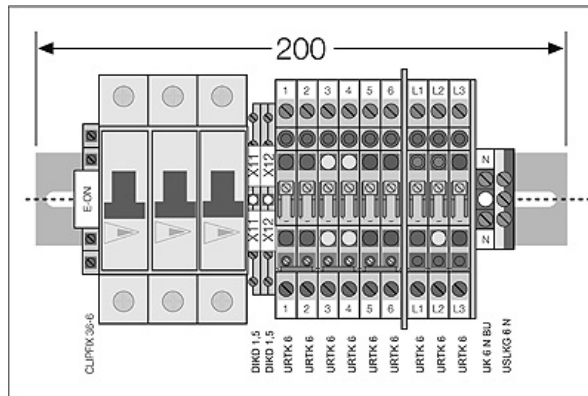 200
1 2 3 4 5 6 L1 L2 L3
E-ON
X11 X12
N
X11 X12
N
1 2 3 4 5 6 L1 L2 L3
CLIPFIX 35-6
DIKD 1,5
DIKD 1,5
URTK 6
URTK 6
URTK 6
URTK 6
URTK 6
URTK 6
URTK 6
URTK 6
URTK 6
UK 6 N BU
USLKG 6 N